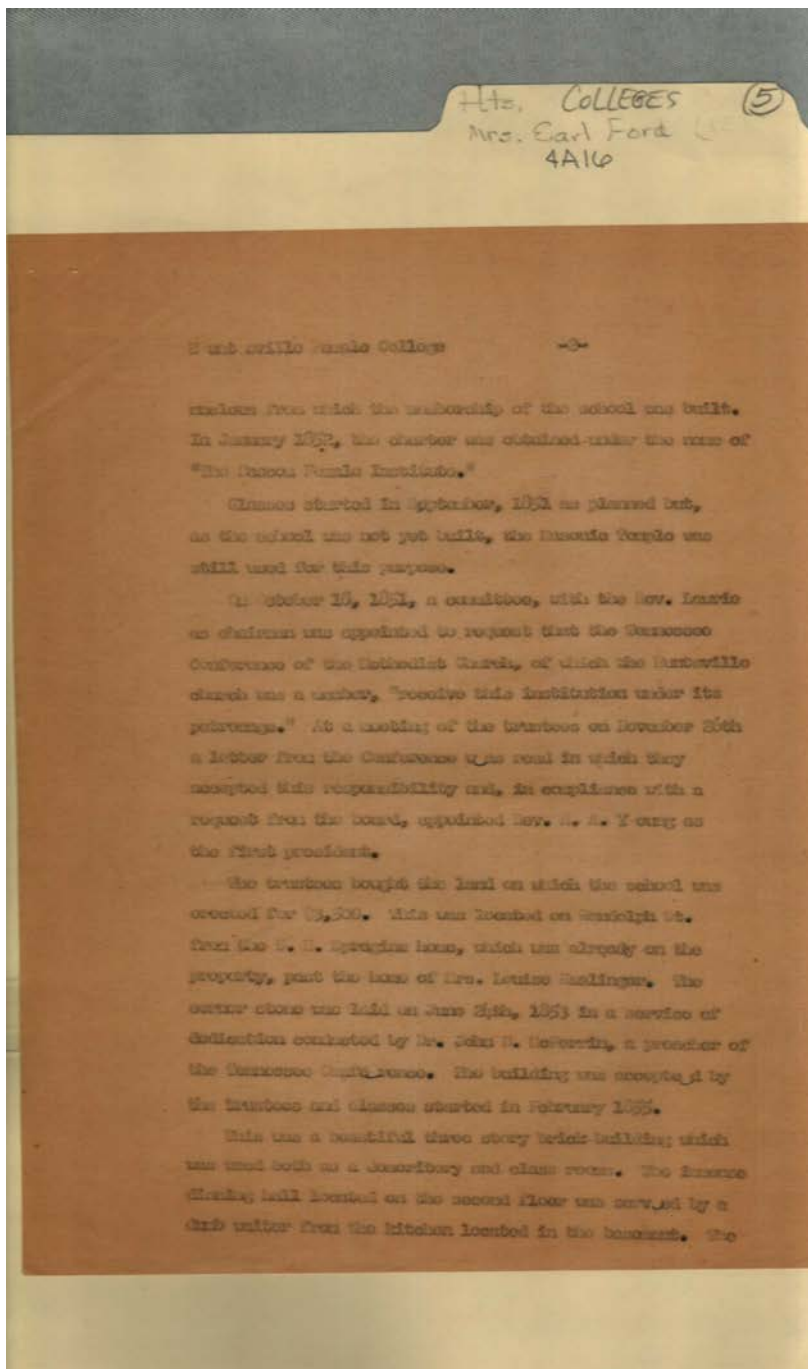 Hts. COLLEGES 5
Mrs. Earl Ford
4A16
Huntsville Female College -2-
nucleus from which the membership of the school was built.
In January 1852, the charter was obtained under the name of
"The Bascom Female Institute."
Classes started in September, 1851 as planned but,
as the school was not yet built, the Masonic Temple was
still used for this purpose.
On October 18, 1851, a committee, with the Rev. Laurie
as chairman was appointed to request that the Tennessee
Conference of the Methodist Church, of which the Huntsville
church was a member, "receive this institution under its
patronage." At a meeting of the trustees on November 26th
a letter from the Conference was read in which they
accepted this responsibility and, in compliance with a
request from the board, appointed Rev. Young as
the first president.
The trustees bought the land on which the school was
erected for $3,500. This was located on Randolph St.
from the Spragins home, which was already on the
property, past the home of Mrs. Louise The
corner stone was laid on June 24th, 1853 in a service of
dedication conducted by Dr. John McFerrin, a preacher of
the Tennessee Conference. The building was accepted by
the trustees and classes started in February 1855.
This was a beautiful three story brick building which
was used both as a dormitory and class room. The immense
dining hall located on the second floor was served by a
dumb waiter from the kitchen located in the basement. The